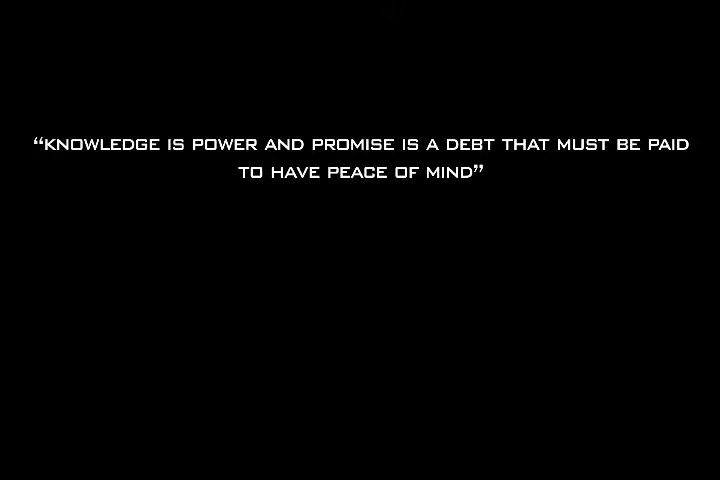 “KNOWLEDGE IS POWER AND PROMISE IS A DEBT THAT MUST BE PAID
TO HAVE PEACE OF MIND”